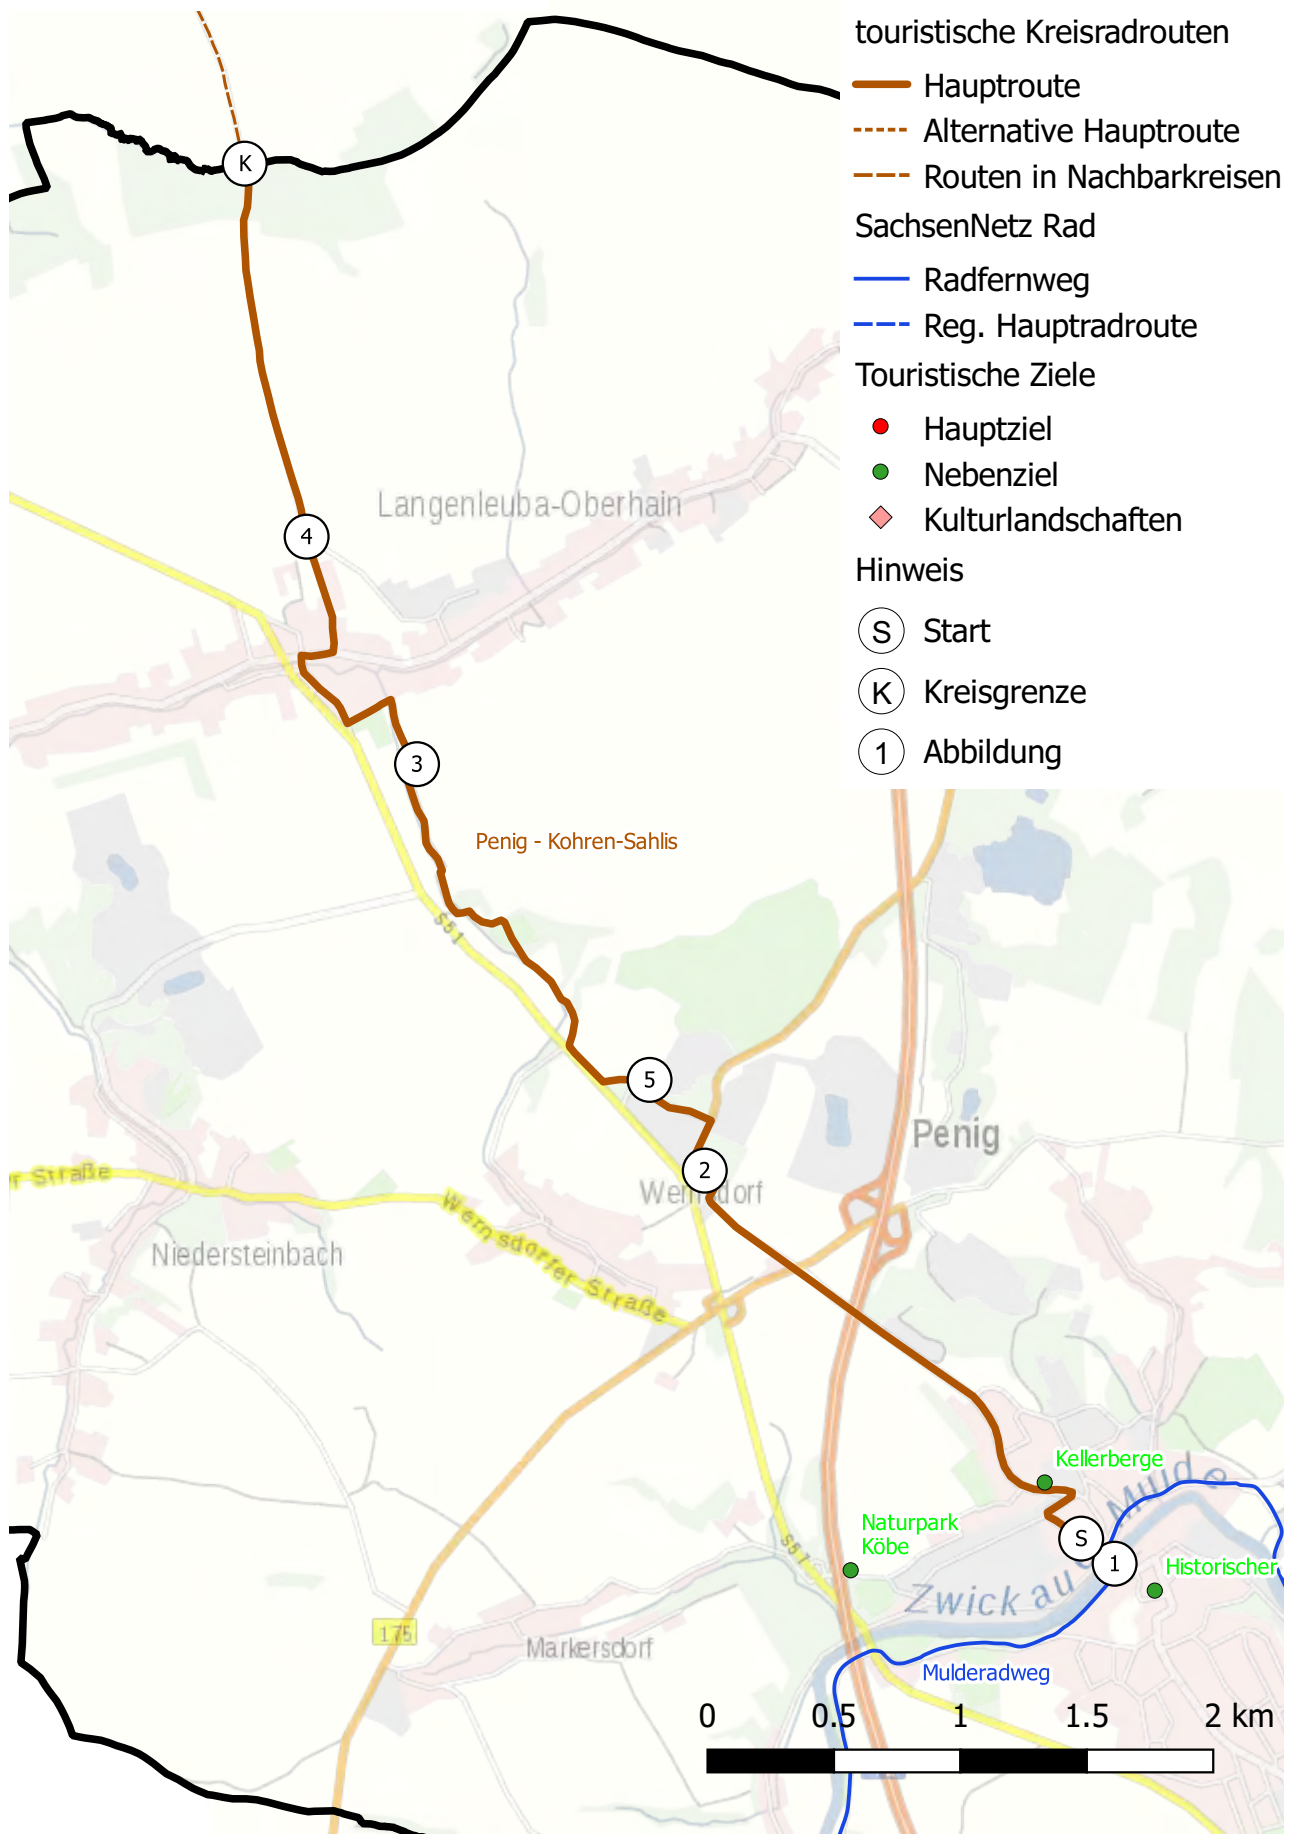 touristische Kreisradrouten
Hauptroute
Alternative Hauptroute
Routen in Nachbarkreisen
SachsenNetz Rad
Radfernweg
Reg. Hauptradroute
Touristische Ziele
Hauptziel
Nebenziel
Kulturlandschaften
Hinweis
S Start
K Kreisgrenze
1 Abbildung
K
Langenleuba-Oberhain
4
3
Penig - Kohren-Sahlis
S51
5
Penig
2
r Straße
Wernsdorfer Straße
Niedersteinbach
Kellerberge
Mulde
Naturpark
Köbe
S51
S
1
Historischer
Zwickau
175
Markersdorf
Mulderadweg
0 0.5 1 1.5 2 km